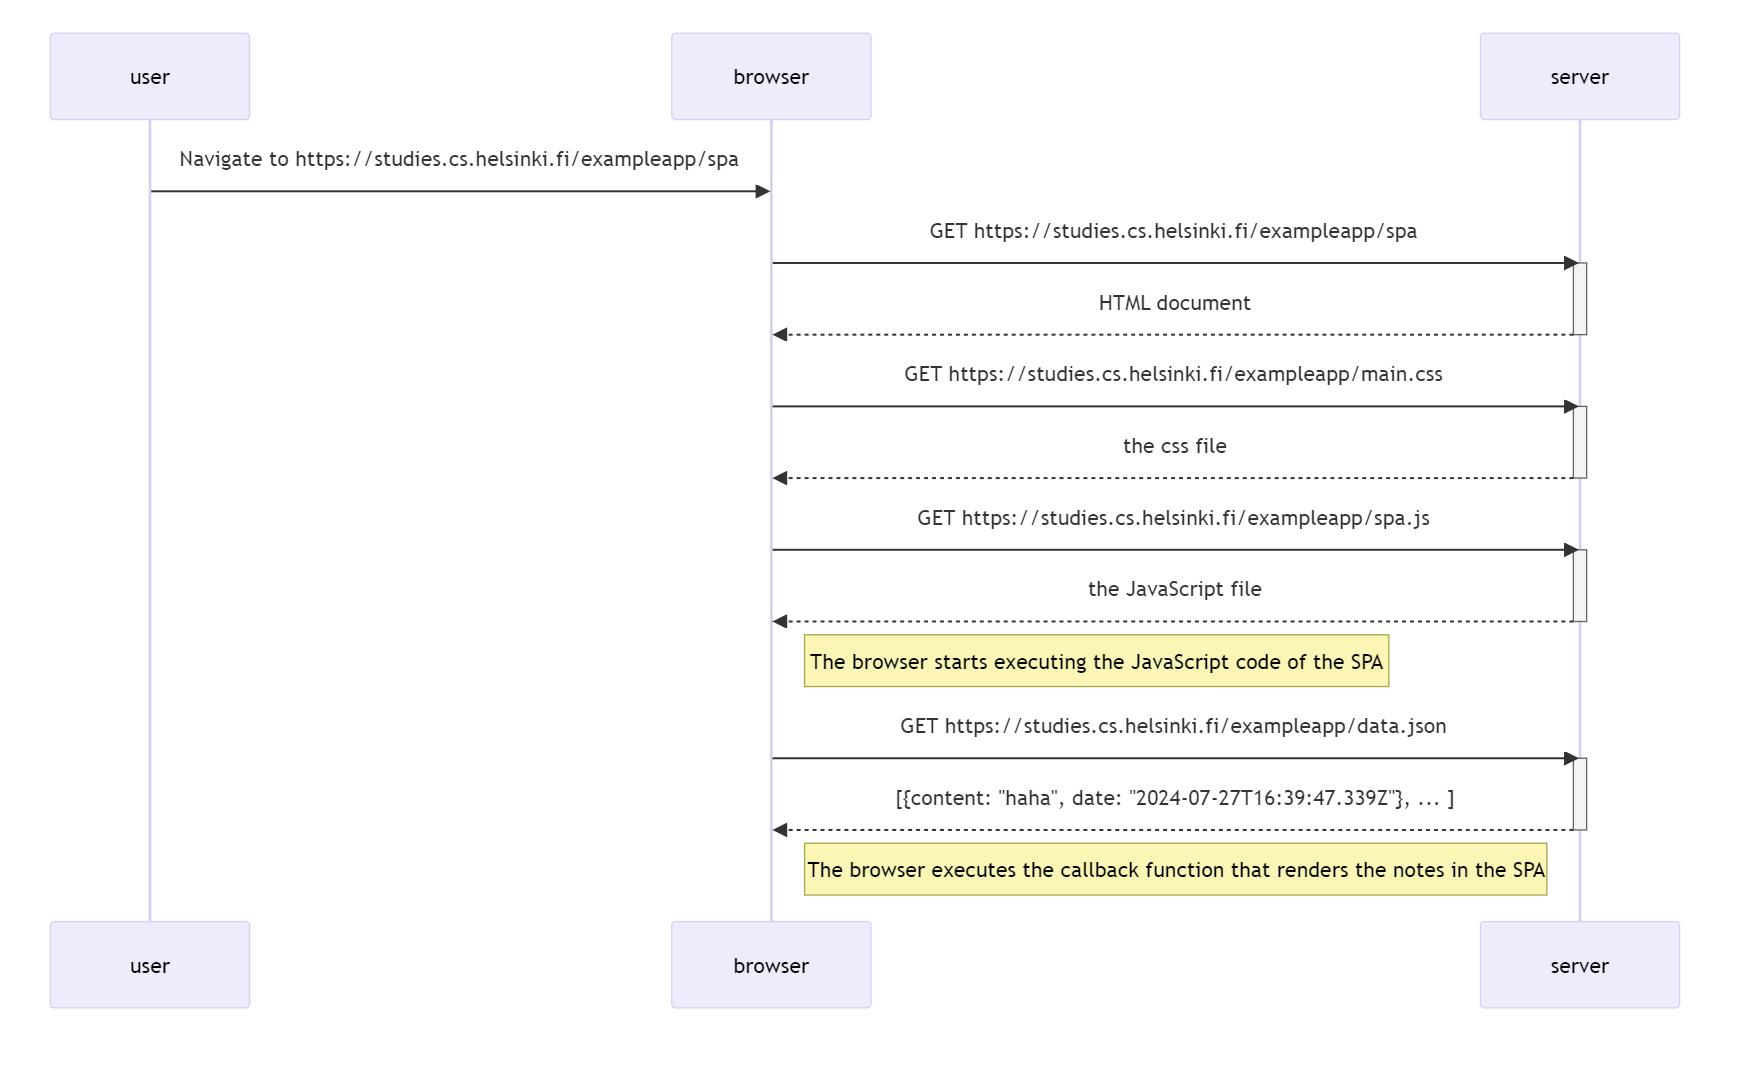 user
browser
server
Navigate to https://studies.cs.helsinki.fi/exampleapp/spa
GET https://studies.cs.helsinki.fi/exampleapp/spa
HTML document
GET https://studies.cs.helsinki.fi/exampleapp/main.css
the css file
GET https://studies.cs.helsinki.fi/exampleapp/spa.js
the JavaScript file
The browser starts executing the JavaScript code of the SPA
GET https://studies.cs.helsinki.fi/exampleapp/data.json
[{content: "haha", date: "2024-07-27T16:39:47.339Z"}, ... ]
The browser executes the callback function that renders the notes in the SPA
user
browser
server